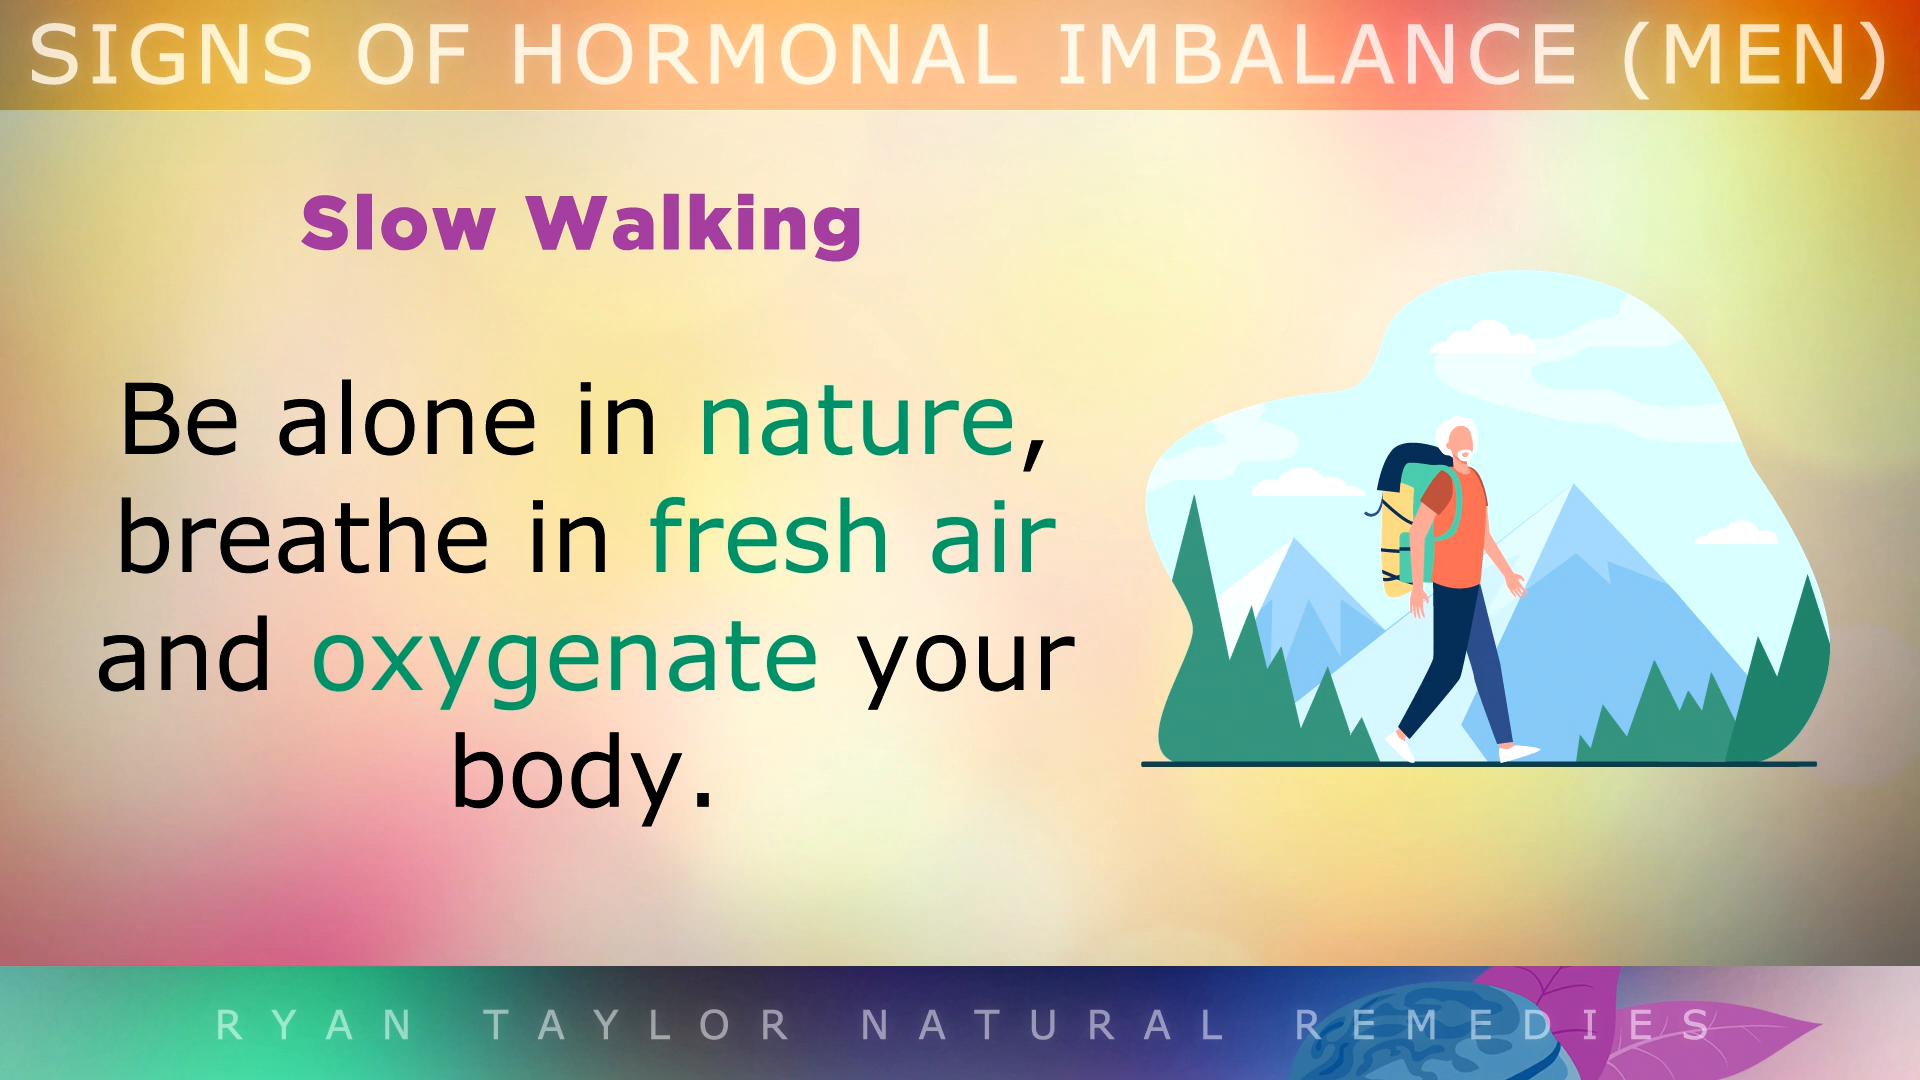 SIGNS OF HORMONAL IMBALANCE (MEN)
Slow Walking
Be alone in nature,
breathe in fresh air
and oxygenate your
body.
RYAN TAYLOR NATURAL REMEDIES